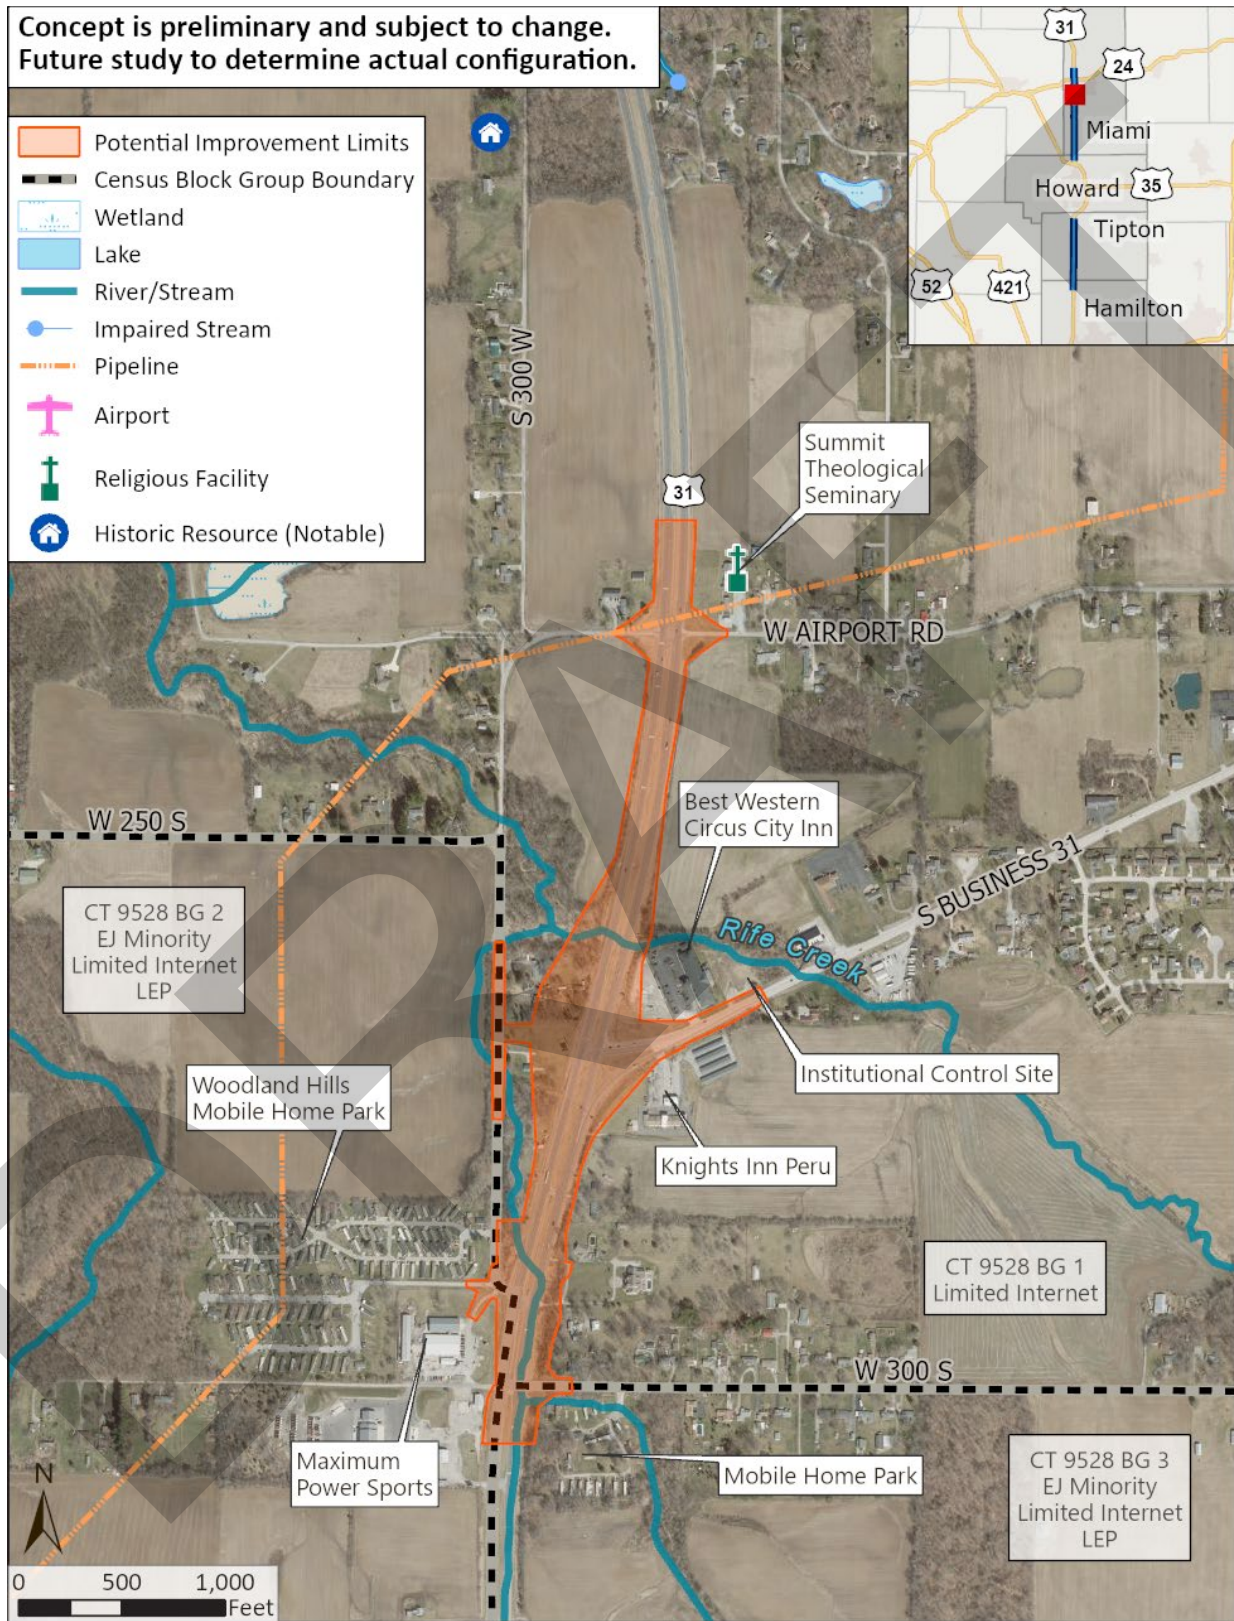 Concept is preliminary and subject to change.
Future study to determine actual configuration.
Potential Improvement Limits
Census Block Group Boundary
Wetland
Lake
River/Stream
Impaired Stream
Pipeline
Airport
Religious Facility
Historic Resource (Notable)
31
24
Miami
Howard
35
Tipton
52
421
Hamilton
S 300 W
31
Summit
Theological
Seminary
W AIRPORT RD
Best Western
Circus City Inn
W 250 S
S BUSINESS 31
Rife Creek
CT 9528 BG 2
EJ Minority
Limited Internet
LEP
Institutional Control Site
Woodland Hills
Mobile Home Park
Knights Inn Peru
CT 9528 BG 1
Limited Internet
W 300 S
Maximum
Power Sports
Mobile Home Park
CT 9528 BG 3
EJ Minority
Limited Internet
LEP
N
0 500 1,000
Feet
DRAFT